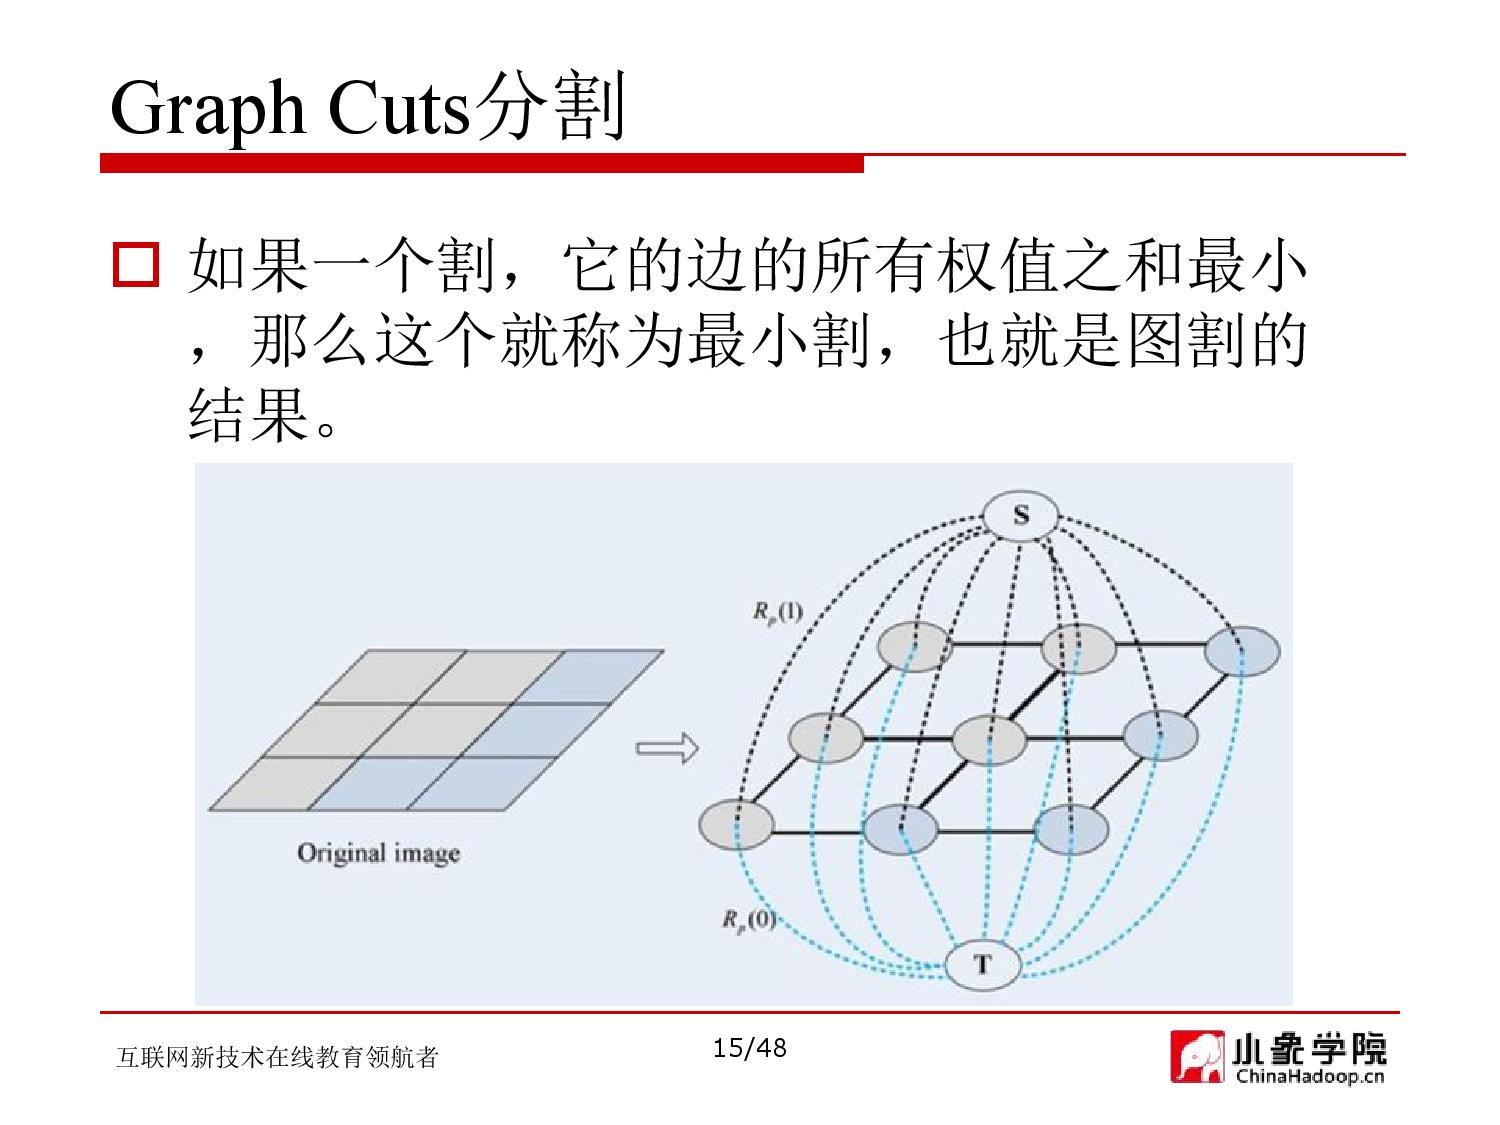 Graph Cuts分割
如果一个割，它的边的所有权值之和最小
，那么这个就称为最小割，也就是图割的
结果。
S
R_p(1)
Original image
R_p(0)
T
互联网新技术在线教育领航者
15/48
小象学院
ChinaHadoop.cn